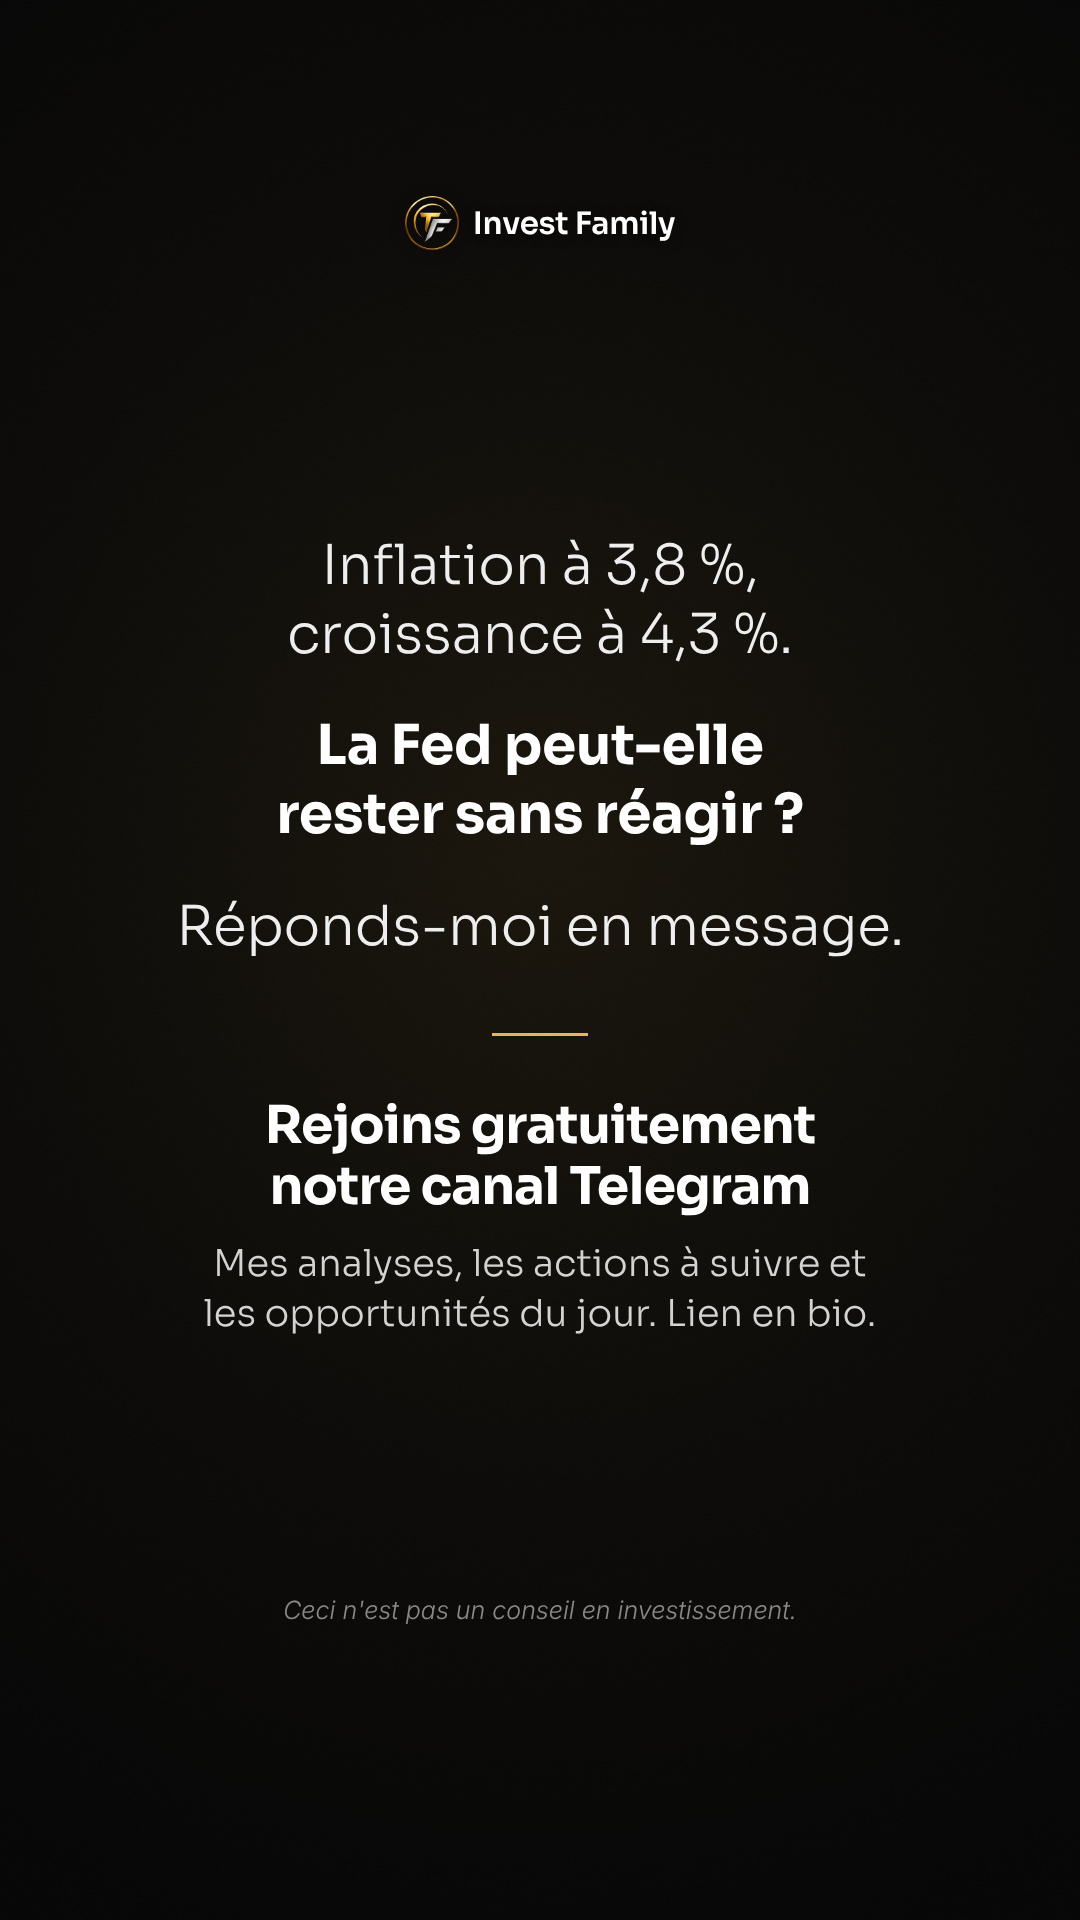 Invest Family
Inflation à 3,8 %,
croissance à 4,3 %.
La Fed peut-elle
rester sans réagir ?
Réponds-moi en message.
Rejoins gratuitement
notre canal Telegram
Mes analyses, les actions à suivre et
les opportunités du jour. Lien en bio.
Ceci n'est pas un conseil en investissement.